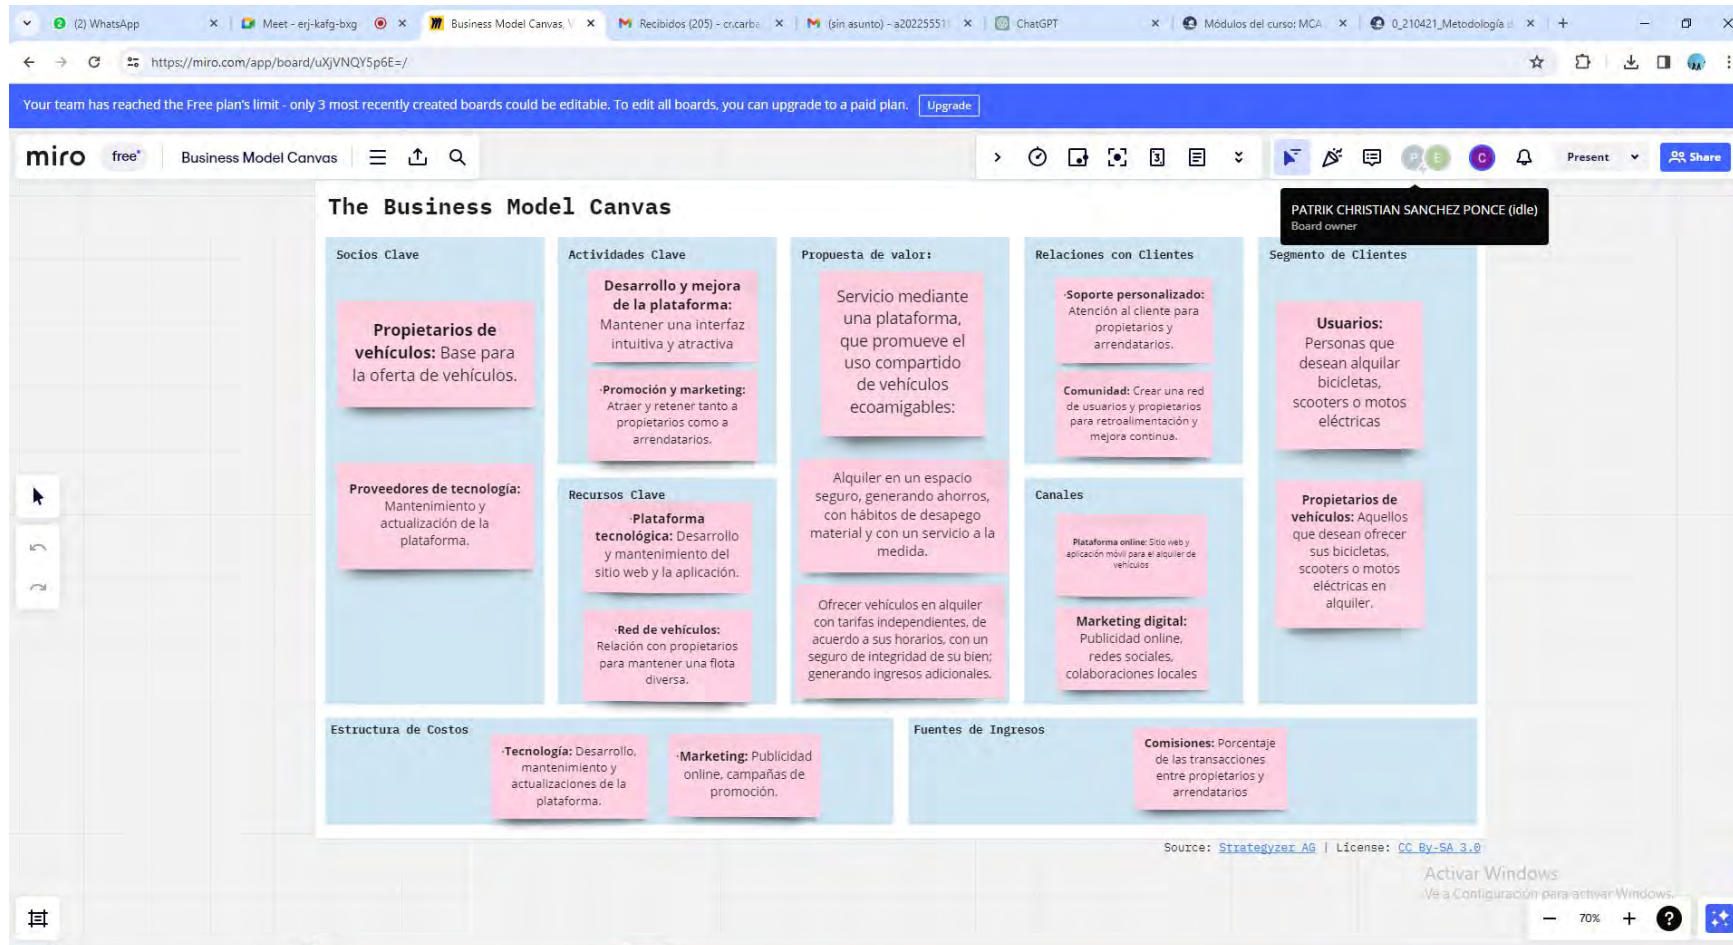 (2) WhatsApp
Meet - erj-kafg-bxg
Business Model Canvas, V
Recibidos (205) - cr.carba
(sin asunto) - a20225551
ChatGPT
Módulos del curso: MCA
0_210421_Metodología d
https://miro.com/app/board/uXjVNQY5p6E=/
Your team has reached the Free plan's limit - only 3 most recently created boards could be editable. To edit all boards, you can upgrade to a paid plan.
Upgrade
miro
free
Business Model Canvas
3
P
E
C
Present
Share
PATRIK CHRISTIAN SANCHEZ PONCE (idle)
Board owner
The Business Model Canvas
Socios Clave
Propietarios de
vehículos: Base para
la oferta de vehículos.
Proveedores de tecnología:
Mantenimiento y
actualización de la
plataforma.
Actividades Clave
Desarrollo y mejora
de la plataforma:
Mantener una interfaz
intuitiva y atractiva
·Promoción y marketing:
Atraer y retener tanto a
propietarios como a
arrendatarios.
Recursos Clave
·Plataforma
tecnológica: Desarrollo
y mantenimiento del
sitio web y la aplicación.
·Red de vehículos:
Relación con propietarios
para mantener una flota
diversa.
Propuesta de valor:
Servicio mediante
una plataforma,
que promueve el
uso compartido
de vehículos
ecoamigables:
Alquiler en un espacio
seguro, generando ahorros,
con hábitos de desapego
material y con un servicio a la
medida.
Ofrecer vehículos en alquiler
con tarifas independientes, de
acuerdo a sus horarios, con un
seguro de integridad de su bien;
generando ingresos adicionales.
Relaciones con Clientes
·Soporte personalizado:
Atención al cliente para
propietarios y
arrendatarios.
Comunidad: Crear una red
de usuarios y propietarios
para retroalimentación y
mejora continua.
Canales
Plataforma online: Sitio web y
aplicación móvil para el alquiler de
vehículos
Marketing digital:
Publicidad online,
redes sociales,
colaboraciones locales
Segmento de Clientes
Usuarios:
Personas que
desean alquilar
bicicletas,
scooters o motos
eléctricas
Propietarios de
vehículos: Aquellos
que desean ofrecer
sus bicicletas,
scooters o motos
eléctricas en
alquiler.
Estructura de Costos
·Tecnología: Desarrollo,
mantenimiento y
actualizaciones de la
plataforma.
·Marketing: Publicidad
online, campañas de
promoción.
Fuentes de Ingresos
Comisiones: Porcentaje
de las transacciones
entre propietarios y
arrendatarios
Source: Strategyzer AG | License: CC By-SA 3.0
Activar Windows
Ve a Configuración para activar Windows.
70%
?